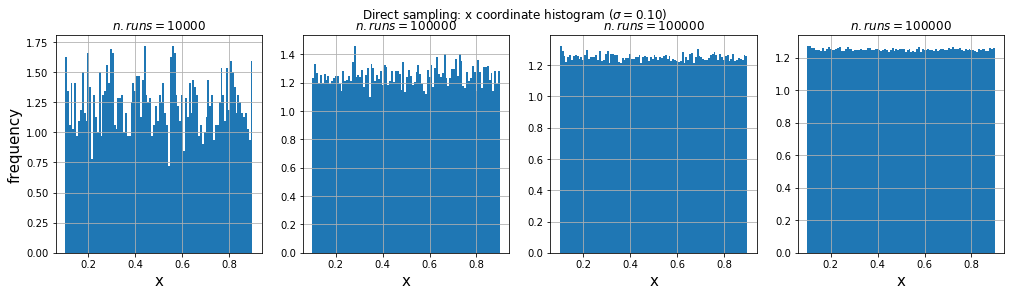 Direct sampling: x coordinate histogram (σ = 0.10)
n.runs = 10000
n.runs = 100000
n.runs = 100000
n.runs = 100000
frequency
1.75
1.50
1.25
1.00
0.75
0.50
0.25
0.00
0.2 0.4 0.6 0.8
x
1.4
1.2
1.0
0.8
0.6
0.4
0.2
0.0
0.2 0.4 0.6 0.8
x
1.2
1.0
0.8
0.6
0.4
0.2
0.0
0.2 0.4 0.6 0.8
x
1.2
1.0
0.8
0.6
0.4
0.2
0.0
0.2 0.4 0.6 0.8
x